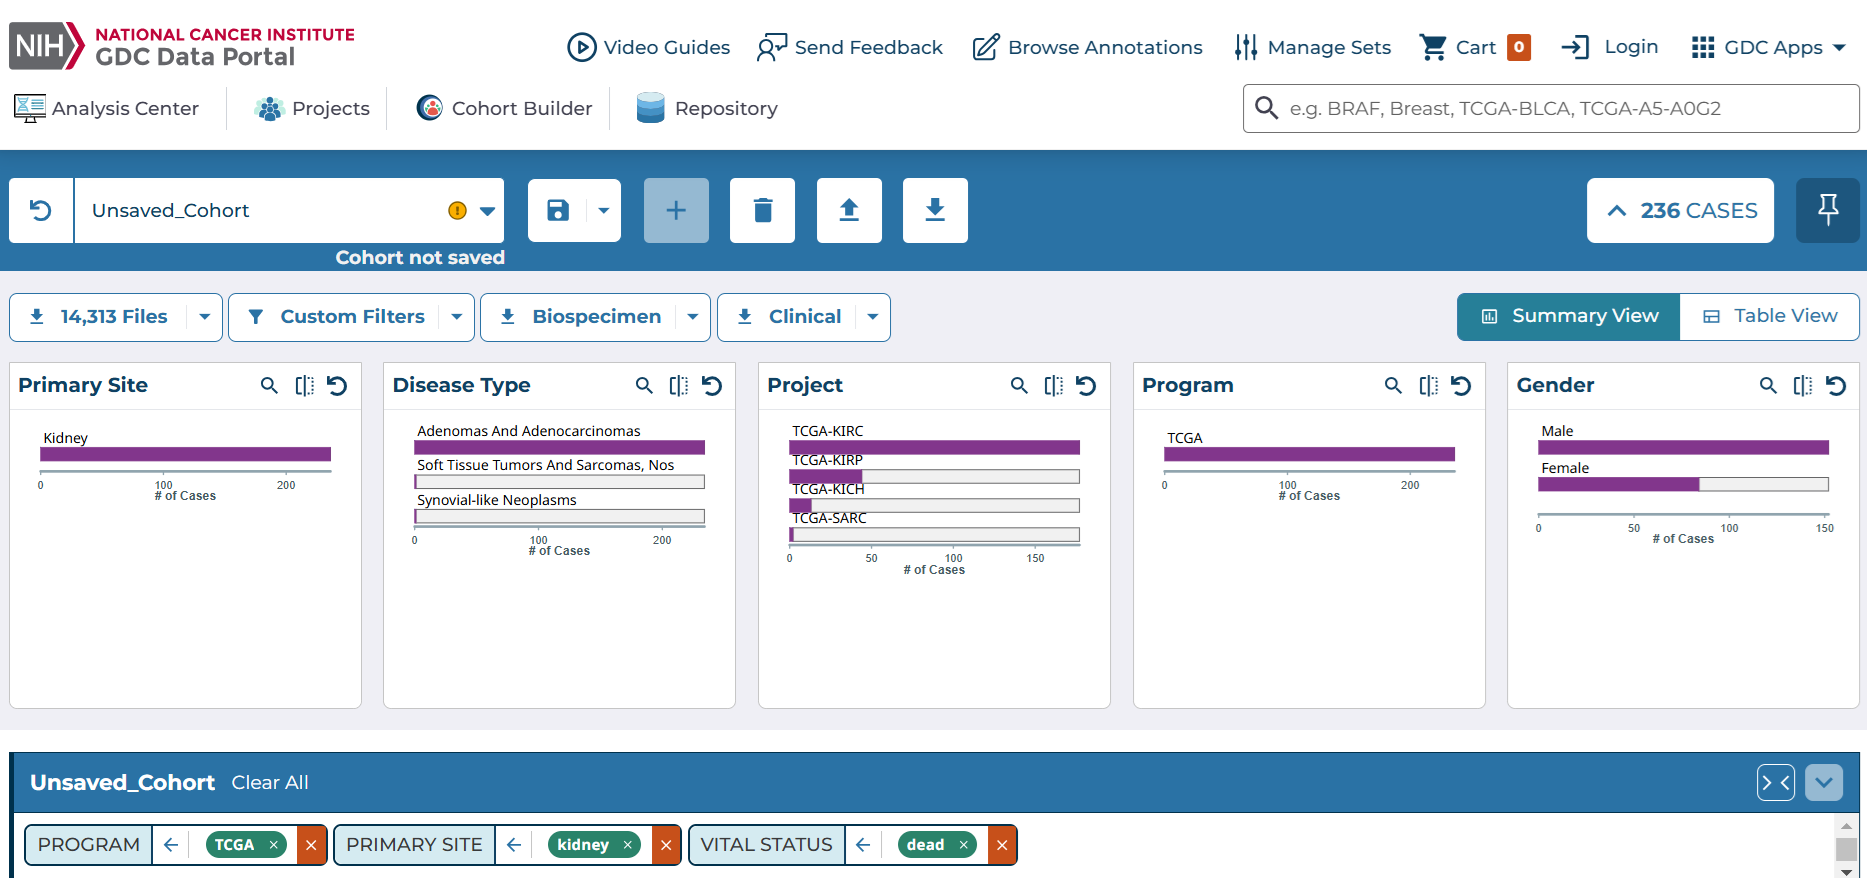 NIH NATIONAL CANCER INSTITUTE
GDC Data Portal
Video Guides Send Feedback Browse Annotations Manage Sets Cart 0 Login GDC Apps
Analysis Center Projects Cohort Builder Repository e.g. BRAF, Breast, TCGA-BLCA, TCGA-A5-A0G2
Unsaved_Cohort 236 CASES
Cohort not saved
14,313 Files Custom Filters Biospecimen Clinical Summary View Table View
Primary Site
Kidney
0 100 200
# of Cases
Disease Type
Adenomas And Adenocarcinomas
Soft Tissue Tumors And Sarcomas, Nos
Synovial-like Neoplasms
0 100 200
# of Cases
Project
TCGA-KIRC
TCGA-KIRP
TCGA-KICH
TCGA-SARC
0 50 100 150
# of Cases
Program
TCGA
0 100 200
# of Cases
Gender
Male
Female
0 50 100 150
# of Cases
Unsaved_Cohort Clear All
PROGRAM TCGA PRIMARY SITE kidney VITAL STATUS dead